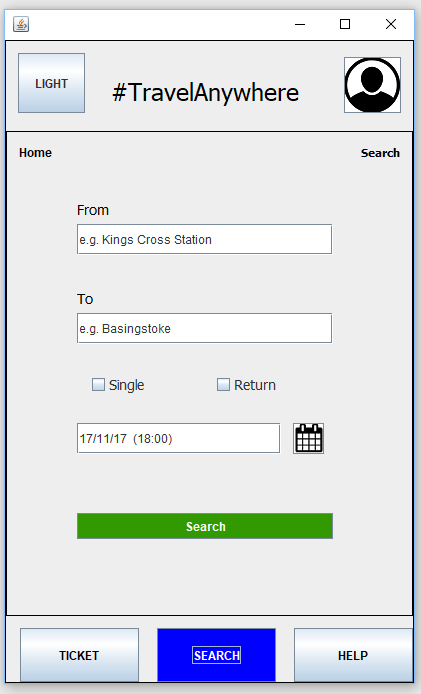 LIGHT
#TravelAnywhere
Home
Search
From
e.g. Kings Cross Station
To
e.g. Basingstoke
Single
Return
17/11/17 (18:00)
Search
TICKET
SEARCH
HELP